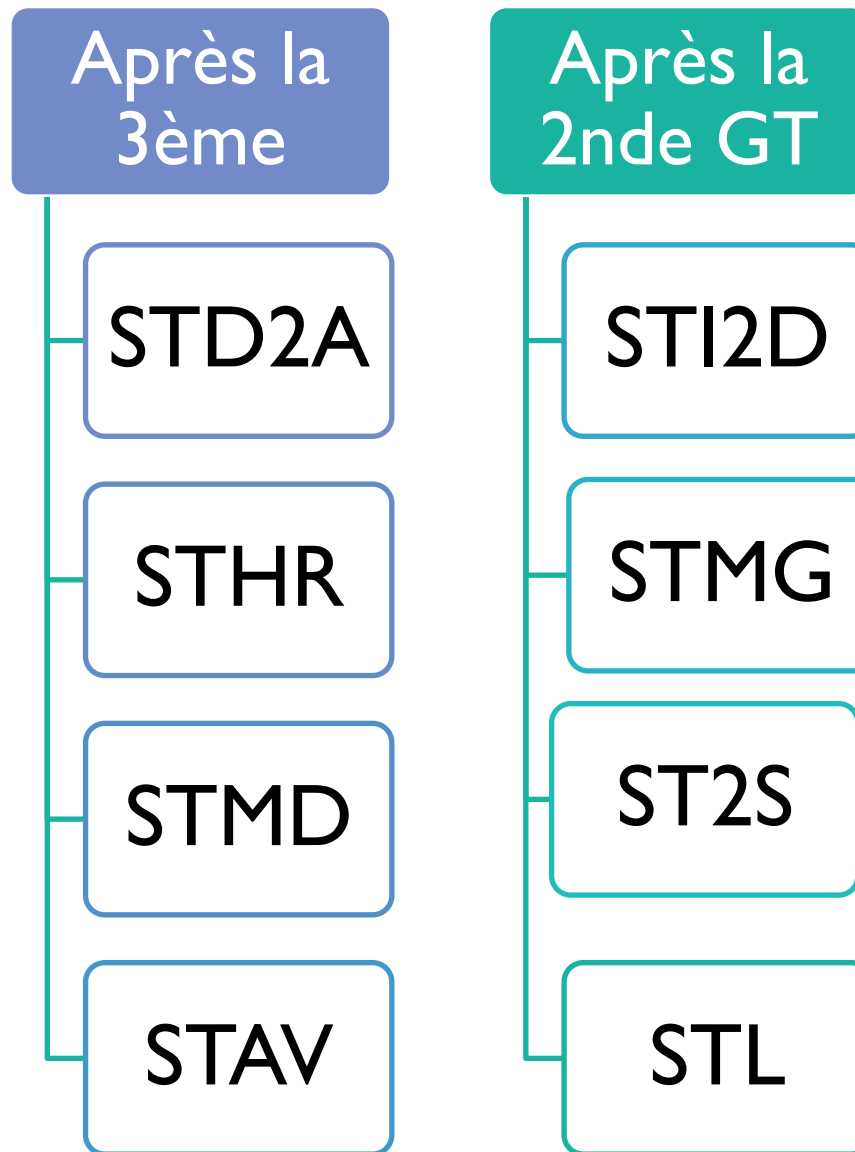 Après la
3ème
STD2A
STHR
STMD
STAV
Après la
2nde GT
STI2D
STMG
ST2S
STL